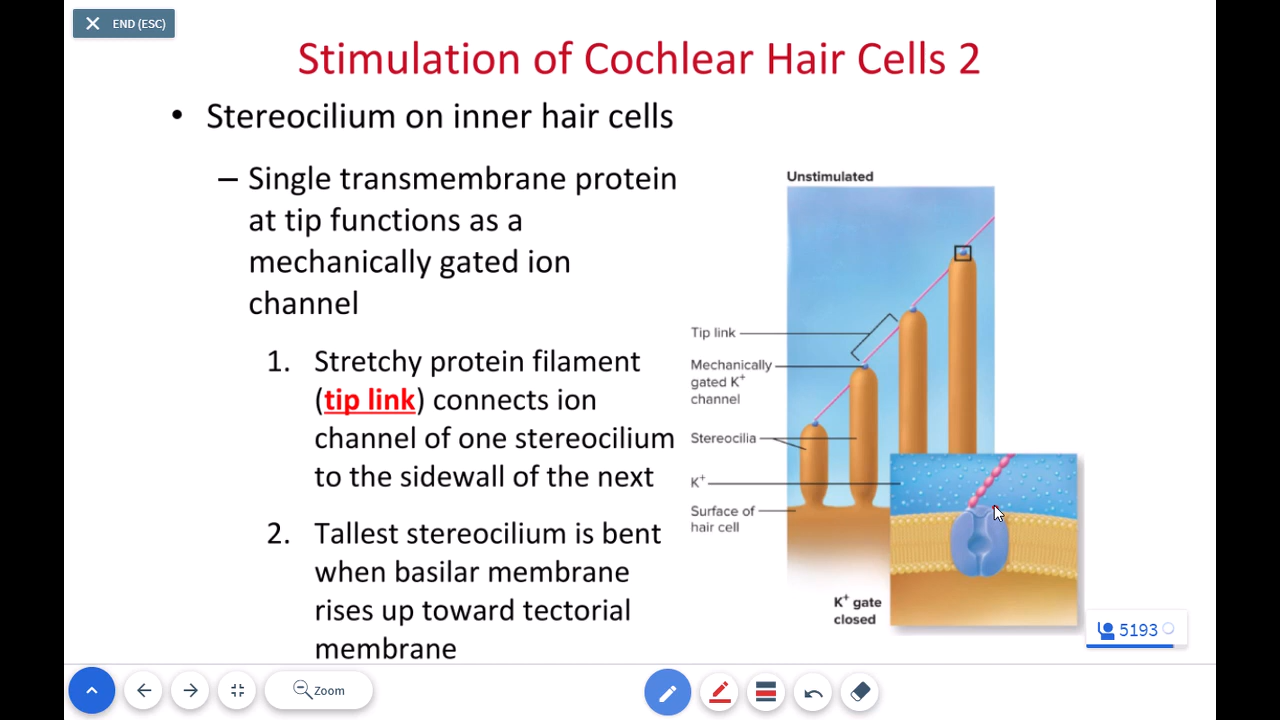 END (ESC)
Stimulation of Cochlear Hair Cells 2
• Stereocilium on inner hair cells
– Single transmembrane protein
at tip functions as a
mechanically gated ion
channel
1. Stretchy protein filament
(tip link) connects ion
channel of one stereocilium
to the sidewall of the next
2. Tallest stereocilium is bent
when basilar membrane
rises up toward tectorial
membrane
Unstimulated
Tip link
Mechanically
gated K⁺
channel
Stereocilia
K⁺
Surface of
hair cell
K⁺ gate
closed
5193
Zoom